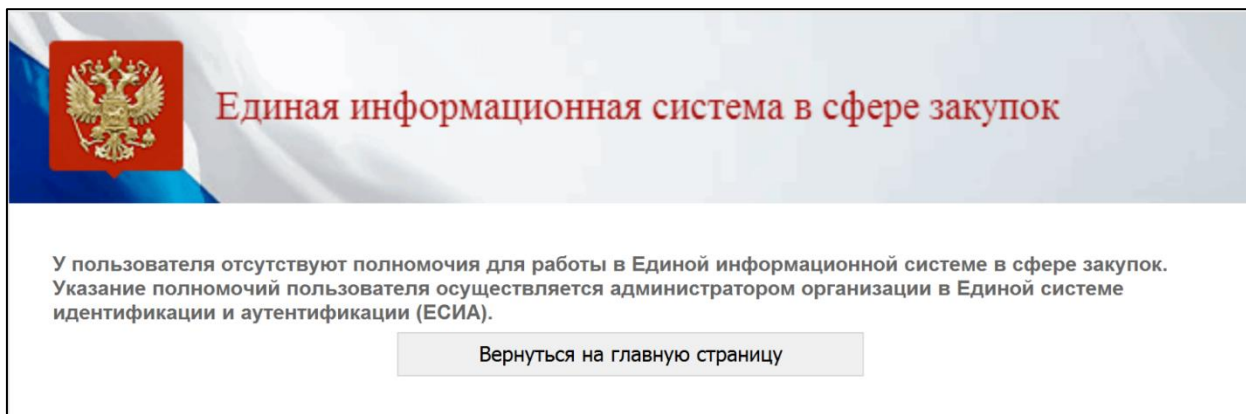 Единая информационная система в сфере закупок
У пользователя отсутствуют полномочия для работы в Единой информационной системе в сфере закупок.
Указание полномочий пользователя осуществляется администратором организации в Единой системе
идентификации и аутентификации (ЕСИА).
Вернуться на главную страницу